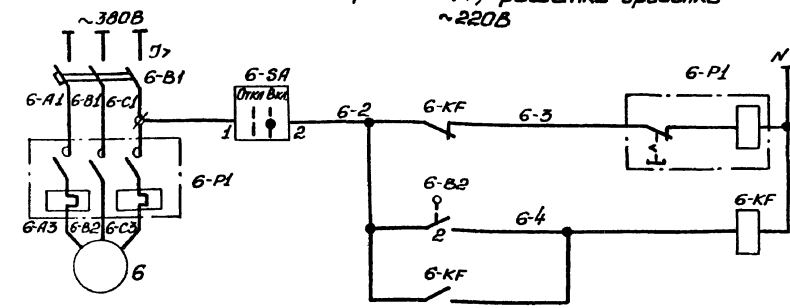 ~380В
~220В
I>
6-В1
6-SA
Откл Вкл
6-А1 6-В1 6-С1
1 2
6-2
6-KF
6-3
6-Р1
N
6-Р1
6-В2
6-4
2
6-KF
6-А3 6-В2 6-С3
6
6-KF